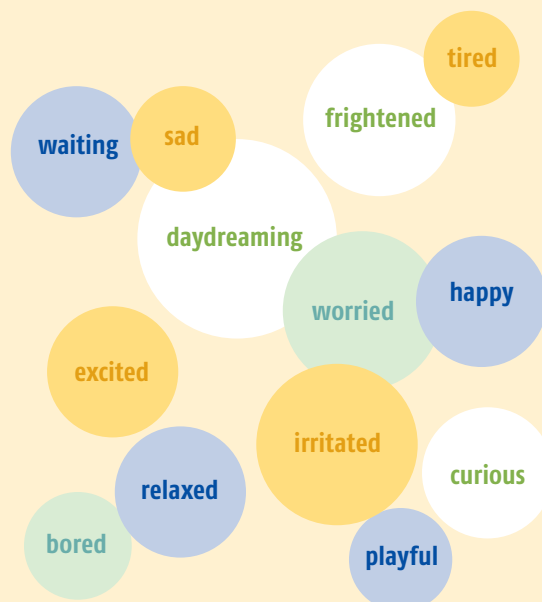 tired
frightened
sad
waiting
daydreaming
happy
worried
excited
irritated
curious
relaxed
bored
playful